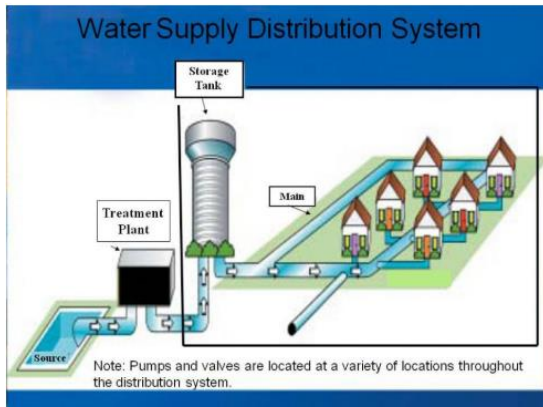 Water Supply Distribution System
Storage
Tank
Main
Treatment
Plant
Source
Note: Pumps and valves are located at a variety of locations throughout
the distribution system.